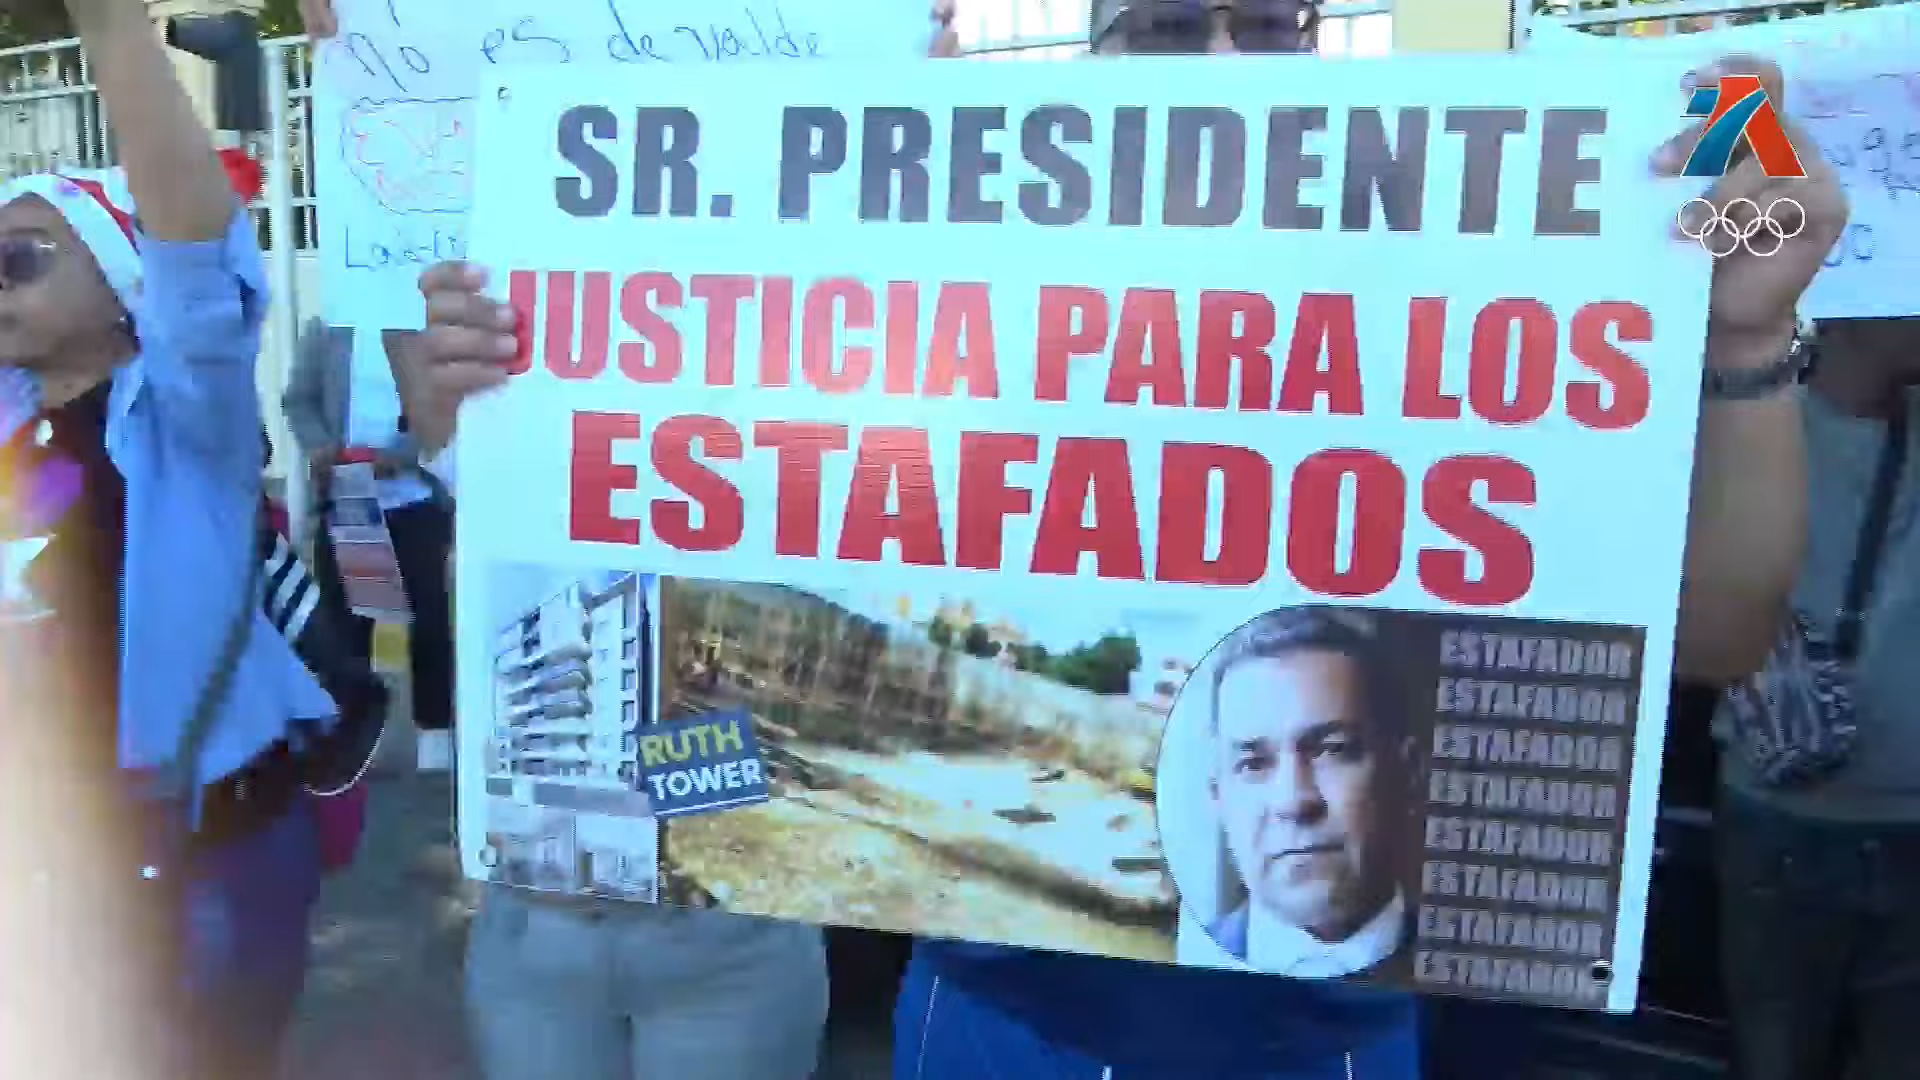 no es de valde
SR. PRESIDENTE
JUSTICIA PARA LOS
ESTAFADOS
RUTH
TOWER
ESTAFADOR
ESTAFADOR
ESTAFADOR
ESTAFADOR
ESTAFADOR
ESTAFADOR
ESTAFADOR
ESTAFADOR